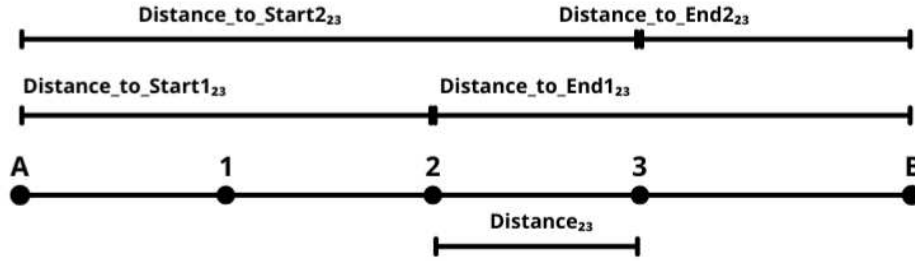 Distance_to_Start2₂₃ Distance_to_End2₂₃
Distance_to_Start1₂₃ Distance_to_End1₂₃
A 1 2 3 B
Distance₂₃